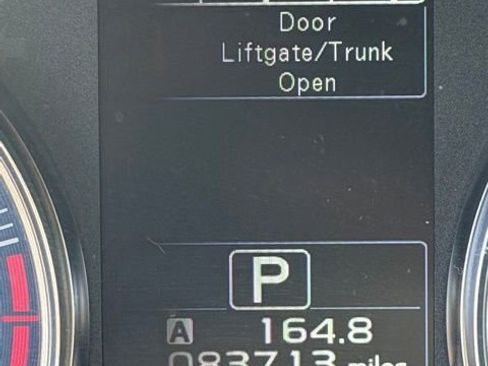 Door
Liftgate/Trunk
Open
P
A 164.8
083713 miles